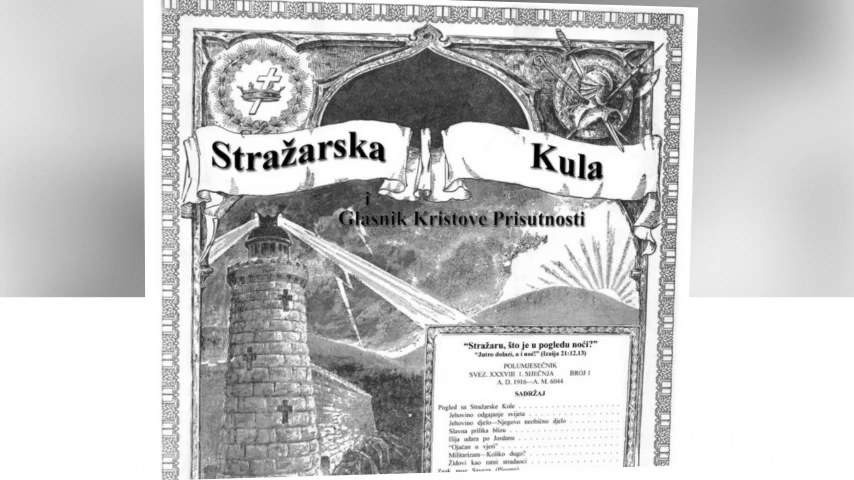 Stražarska Kula
i
Glasnik Kristove Prisutnosti
“Stražaru, što je u pogledu noći?”
“Jutro dolazi, a i noć!” (Izaija 21:12.13)
POLUMJESEČNIK
SVEZ. XXXVIII 1. SIJEČNJA BROJ 1
A. D. 1916—A. M. 6044
SADRŽAJ
Pogled sa Stražarske Kule
Jehovino odgajanje svijeta
Jehovino djelo—Njegovo neobično djelo
Slavna prilika blizu
Ilija udara po Jordanu
“Ojačan u vjeri”
Militarizam—Koliko dugo?
Židovi kao ratni stradaoci